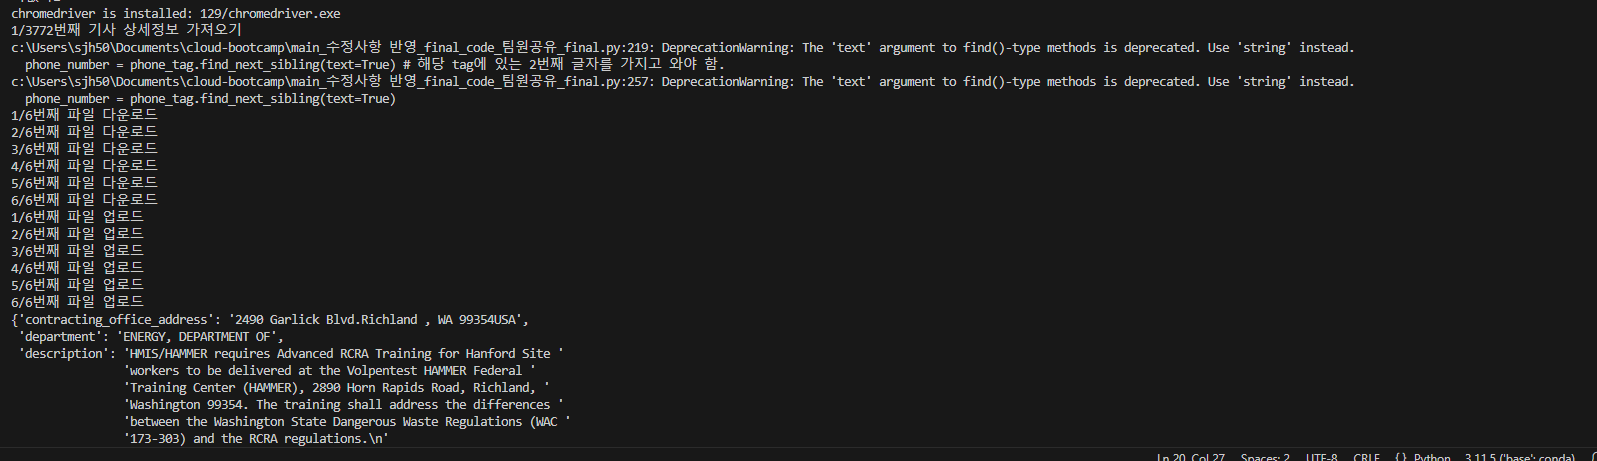 chromedriver is installed: 129/chromedriver.exe
1/3772번째 기사 상세정보 가져오기
c:\Users\sjh50\Documents\cloud-bootcamp\main_수정사항 반영_final_code_팀원공유_final.py:219: DeprecationWarning: The 'text' argument to find()-type methods is deprecated. Use 'string' instead.
  phone_number = phone_tag.find_next_sibling(text=True) # 해당 tag에 있는 2번째 글자를 가지고 와야 함.
c:\Users\sjh50\Documents\cloud-bootcamp\main_수정사항 반영_final_code_팀원공유_final.py:257: DeprecationWarning: The 'text' argument to find()-type methods is deprecated. Use 'string' instead.
  phone_number = phone_tag.find_next_sibling(text=True)
1/6번째 파일 다운로드
2/6번째 파일 다운로드
3/6번째 파일 다운로드
4/6번째 파일 다운로드
5/6번째 파일 다운로드
6/6번째 파일 다운로드
1/6번째 파일 업로드
2/6번째 파일 업로드
3/6번째 파일 업로드
4/6번째 파일 업로드
5/6번째 파일 업로드
6/6번째 파일 업로드
{'contracting_office_address': '2490 Garlick Blvd.Richland , WA 99354USA',
 'department': 'ENERGY, DEPARTMENT OF',
 'description': 'HMIS/HAMMER requires Advanced RCRA Training for Hanford Site '
                'workers to be delivered at the Volpentest HAMMER Federal '
                'Training Center (HAMMER), 2890 Horn Rapids Road, Richland, '
                'Washington 99354. The training shall address the differences '
                'between the Washington State Dangerous Waste Regulations (WAC '
                '173-303) and the RCRA regulations.\n'
Ln 20, Col 27 Spaces: 2 UTF-8 CRLF {} Python 3.11.5 ('base': conda)